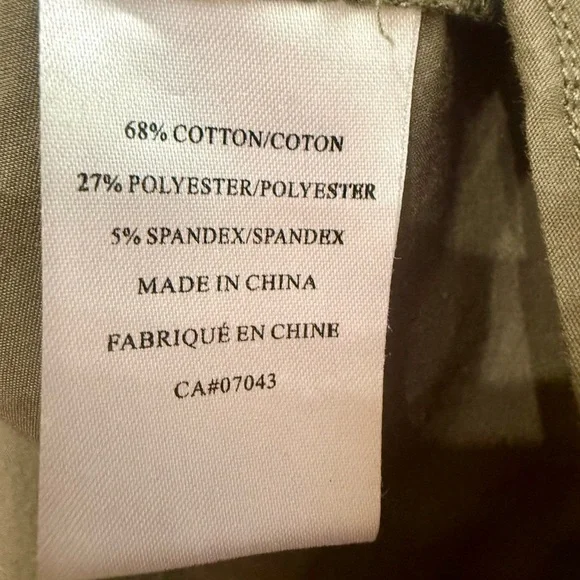 68% COTTON/COTON
27% POLYESTER/POLYESTER
5% SPANDEX/SPANDEX
MADE IN CHINA
FABRIQUÉ EN CHINE
CA#07043